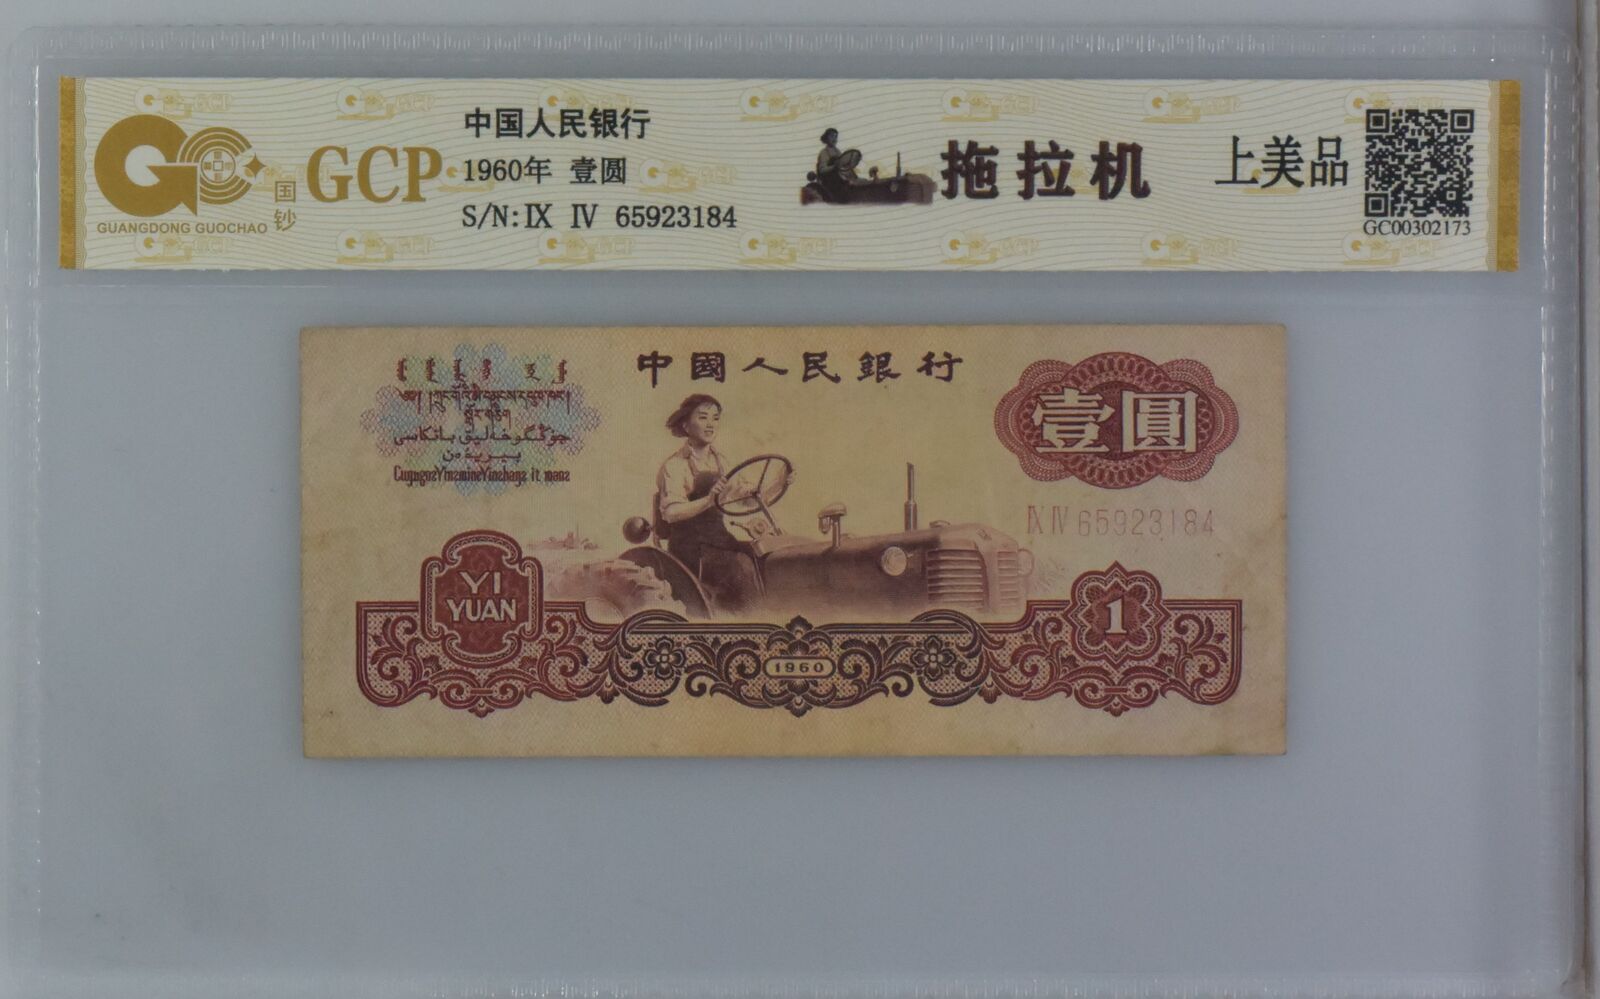 中国人民银行
GCP
1960年 壹圆
拖拉机
上美品
国钞
GUANGDONG GUOCHAO
S/N: IX IV 65923184
GC00302173
中國人民銀行
壹圓
IX IV 65923184
YI
YUAN
1
1960